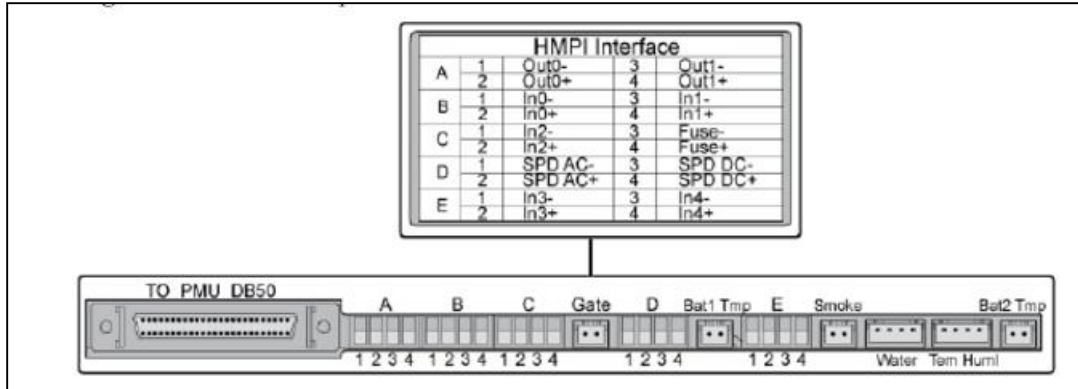 HMPI Interface
A 1 Out0- 3 Out1-
2 Out0+ 4 Out1+
B 1 In0- 3 In1-
2 In0+ 4 In1+
C 1 In2- 3 Fuse-
2 In2+ 4 Fuse+
D 1 SPD AC- 3 SPD DC-
2 SPD AC+ 4 SPD DC+
E 1 In3- 3 In4-
2 In3+ 4 In4+
TO PMU DB50 A B C Gate D Bat1 Tmp E Smoke Bat2 Tmp
1 2 3 4 1 2 3 4 1 2 3 4 1 2 3 4 1 2 3 4 Water Tem Humi